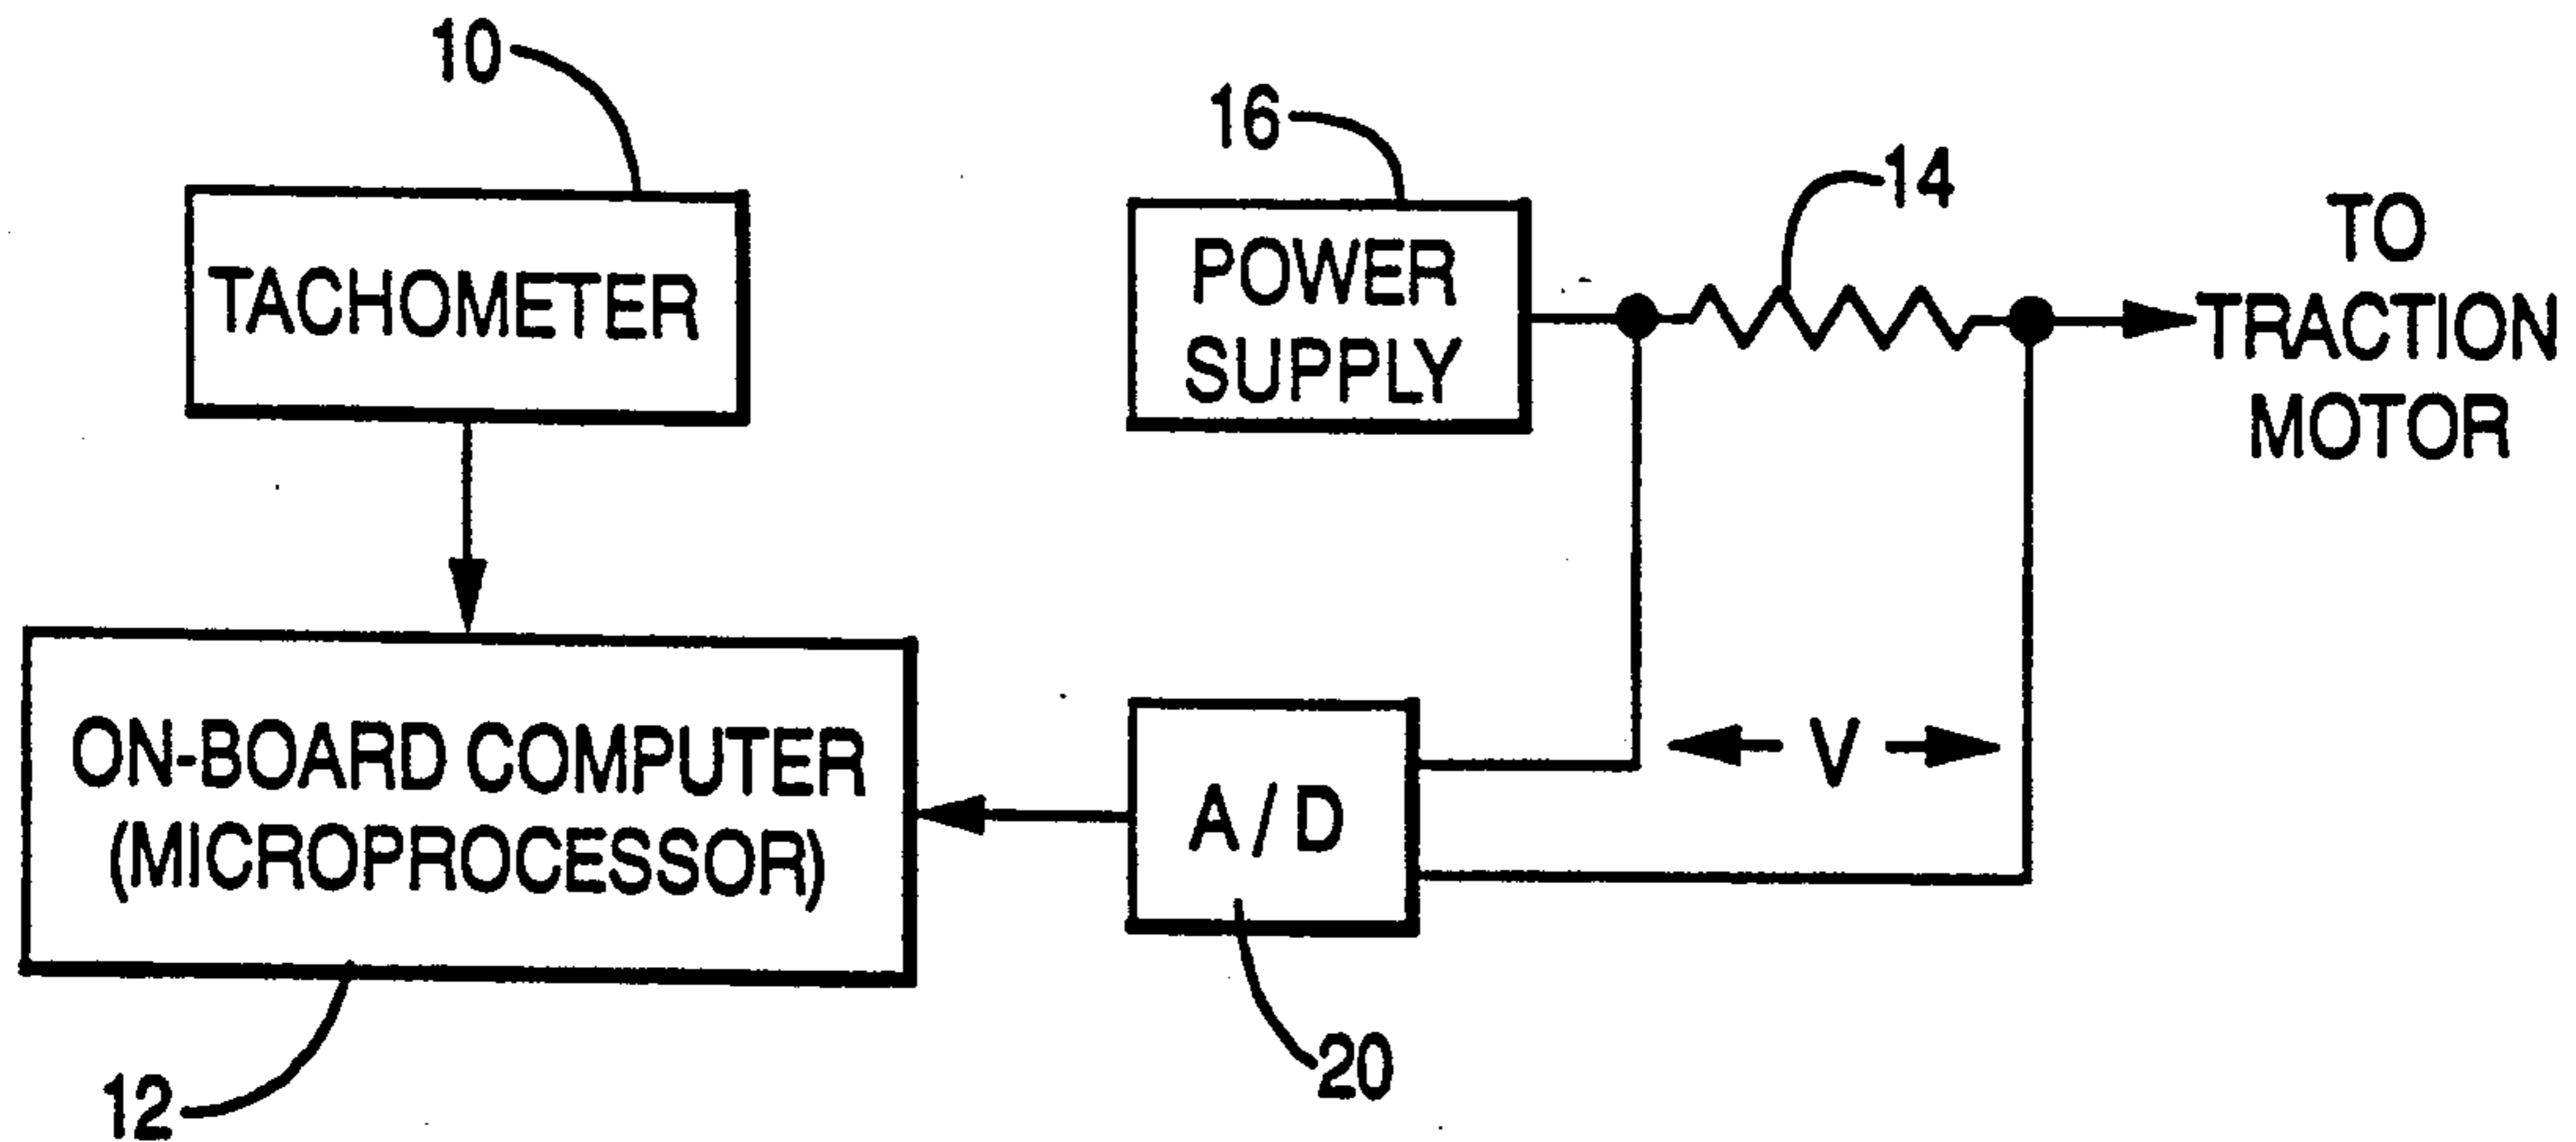 10
16
14
TACHOMETER
POWER
SUPPLY
TO
TRACTION
MOTOR
ON-BOARD COMPUTER
(MICROPROCESSOR)
A / D
V
12
20